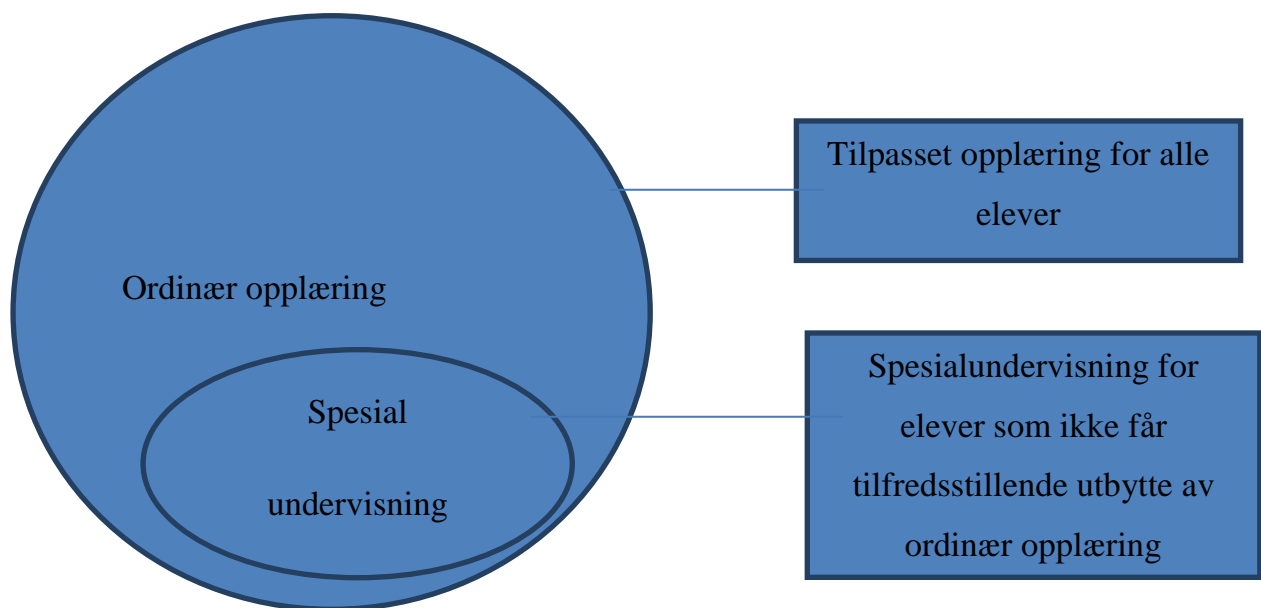 Tilpasset opplæring for alle
elever
Ordinær opplæring
Spesialundervisning for
elever som ikke får
tilfredsstillende utbytte av
ordinær opplæring
Spesial
undervisning